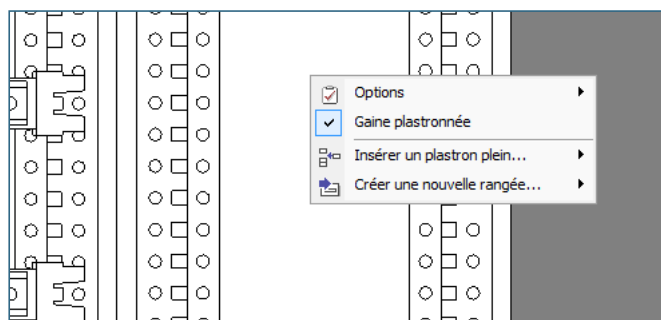 Options
Gaine plastronnée
Insérer un plastron plein...
Créer une nouvelle rangée...